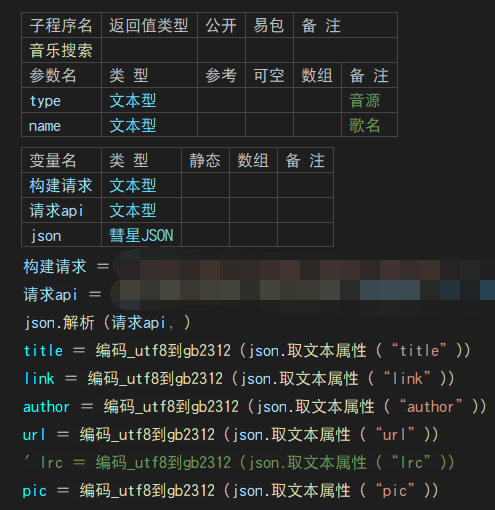 子程序名 返回值类型 公开 易包 备 注
音乐搜索
参数名 类 型 参考 可空 数组 备 注
type 文本型 音源
name 文本型 歌名
变量名 类 型 静态 数组 备 注
构建请求 文本型
请求api 文本型
json 彗星JSON
构建请求 =
请求api =
json.解析 (请求api, )
title = 编码_utf8到gb2312 (json.取文本属性 (“title”))
link = 编码_utf8到gb2312 (json.取文本属性 (“link”))
author = 编码_utf8到gb2312 (json.取文本属性 (“author”))
url = 编码_utf8到gb2312 (json.取文本属性 (“url”))
' lrc = 编码_utf8到gb2312 (json.取文本属性 (“lrc”))
pic = 编码_utf8到gb2312 (json.取文本属性 (“pic”))